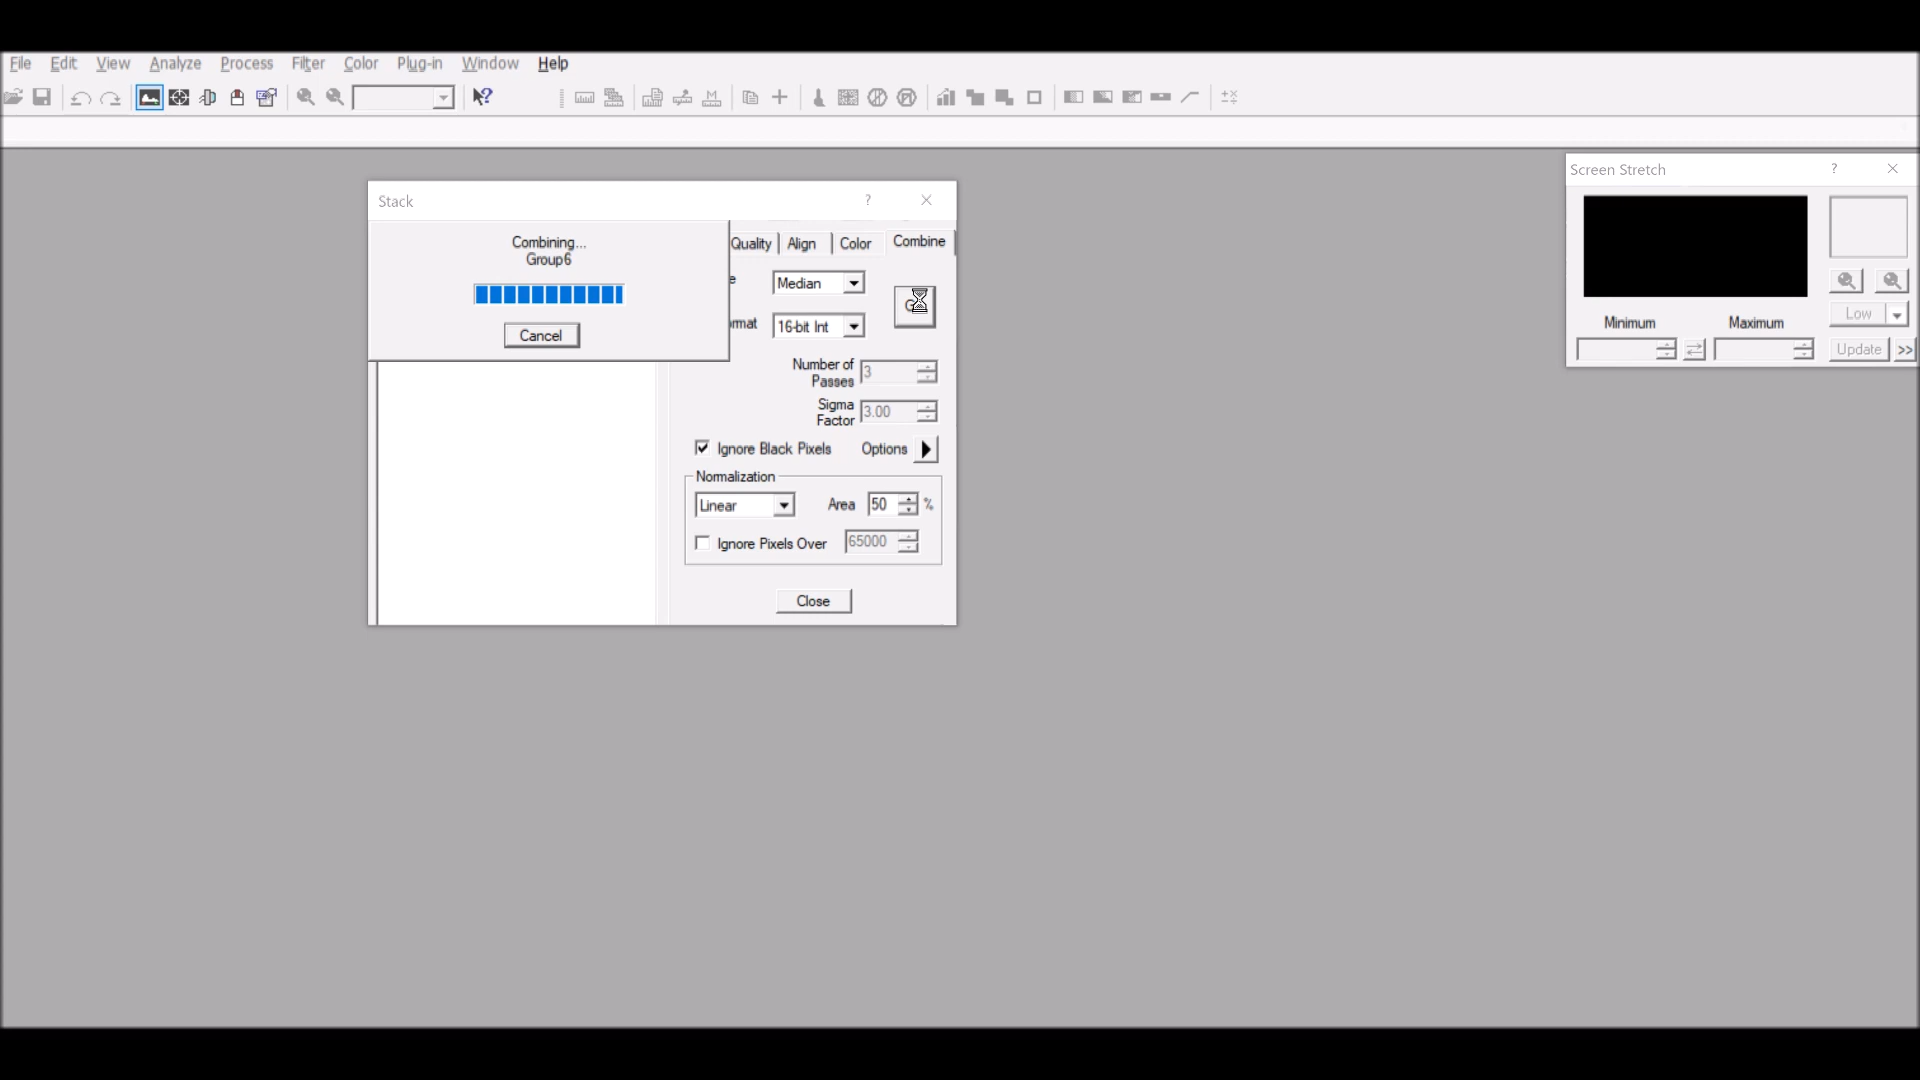 File Edit View Analyze Process Filter Color Plug-in Window Help
Screen Stretch
Stack
Combining...
Group6
Cancel
Quality Align Color Combine
Median
16-bit Int
Number of
Passes
3
Sigma
Factor
3.00
Ignore Black Pixels Options
Normalization
Linear Area 50 %
Ignore Pixels Over 65000
Close
Minimum Maximum
Low
Update >>